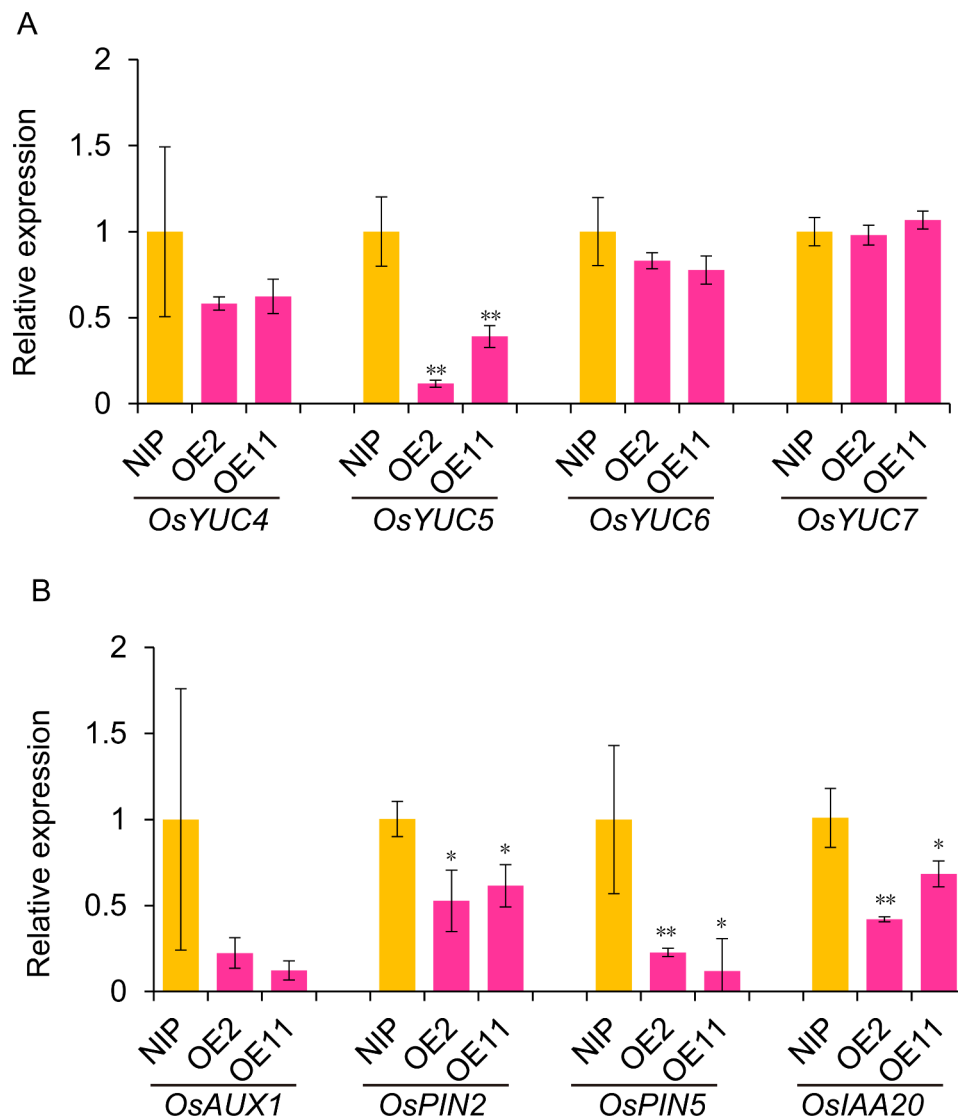 A
Relative expression
2
1.5
1
0.5
0
**
**
NIP OE2 OE11 NIP OE2 OE11 NIP OE2 OE11 NIP OE2 OE11
OsYUC4 OsYUC5 OsYUC6 OsYUC7
B
Relative expression
2
1.5
1
0.5
0
* * ** * ** *
NIP OE2 OE11 NIP OE2 OE11 NIP OE2 OE11 NIP OE2 OE11
OsAUX1 OsPIN2 OsPIN5 OsIAA20